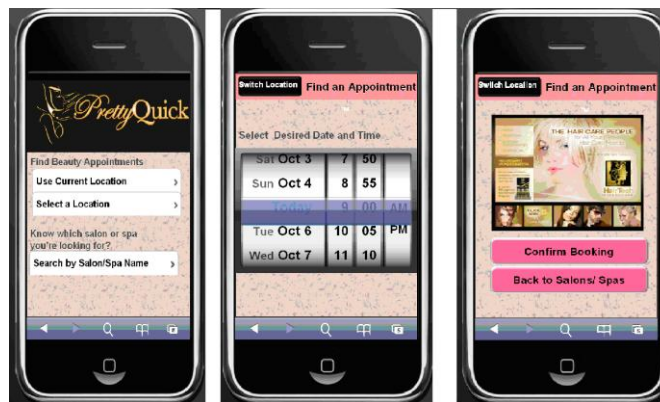 PrettyQuick
Find Beauty Appointments
Use Current Location
Select a Location
Know which salon or spa
you're looking for?
Search by Salon/Spa Name
Switch Location Find an Appointment
Select Desired Date and Time
Sat Oct 3 7 50
Sun Oct 4 8 55
Today 9 00 AM
Tue Oct 6 10 05 PM
Wed Oct 7 11 10
Switch Location Find an Appointment
THE HAIR CARE PEOPLE
Confirm Booking
Back to Salons/ Spas